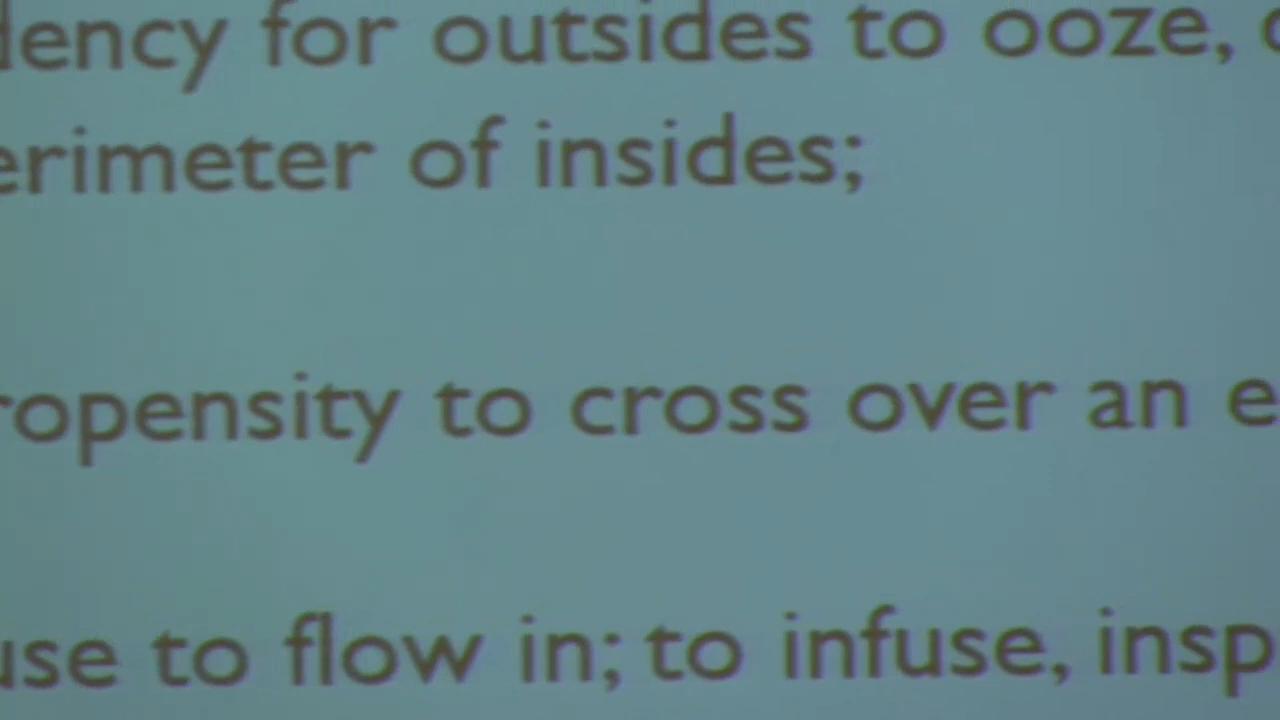 dency for outsides to ooze,
erimeter of insides;
ropensity to cross over an e
use to flow in; to infuse, insp